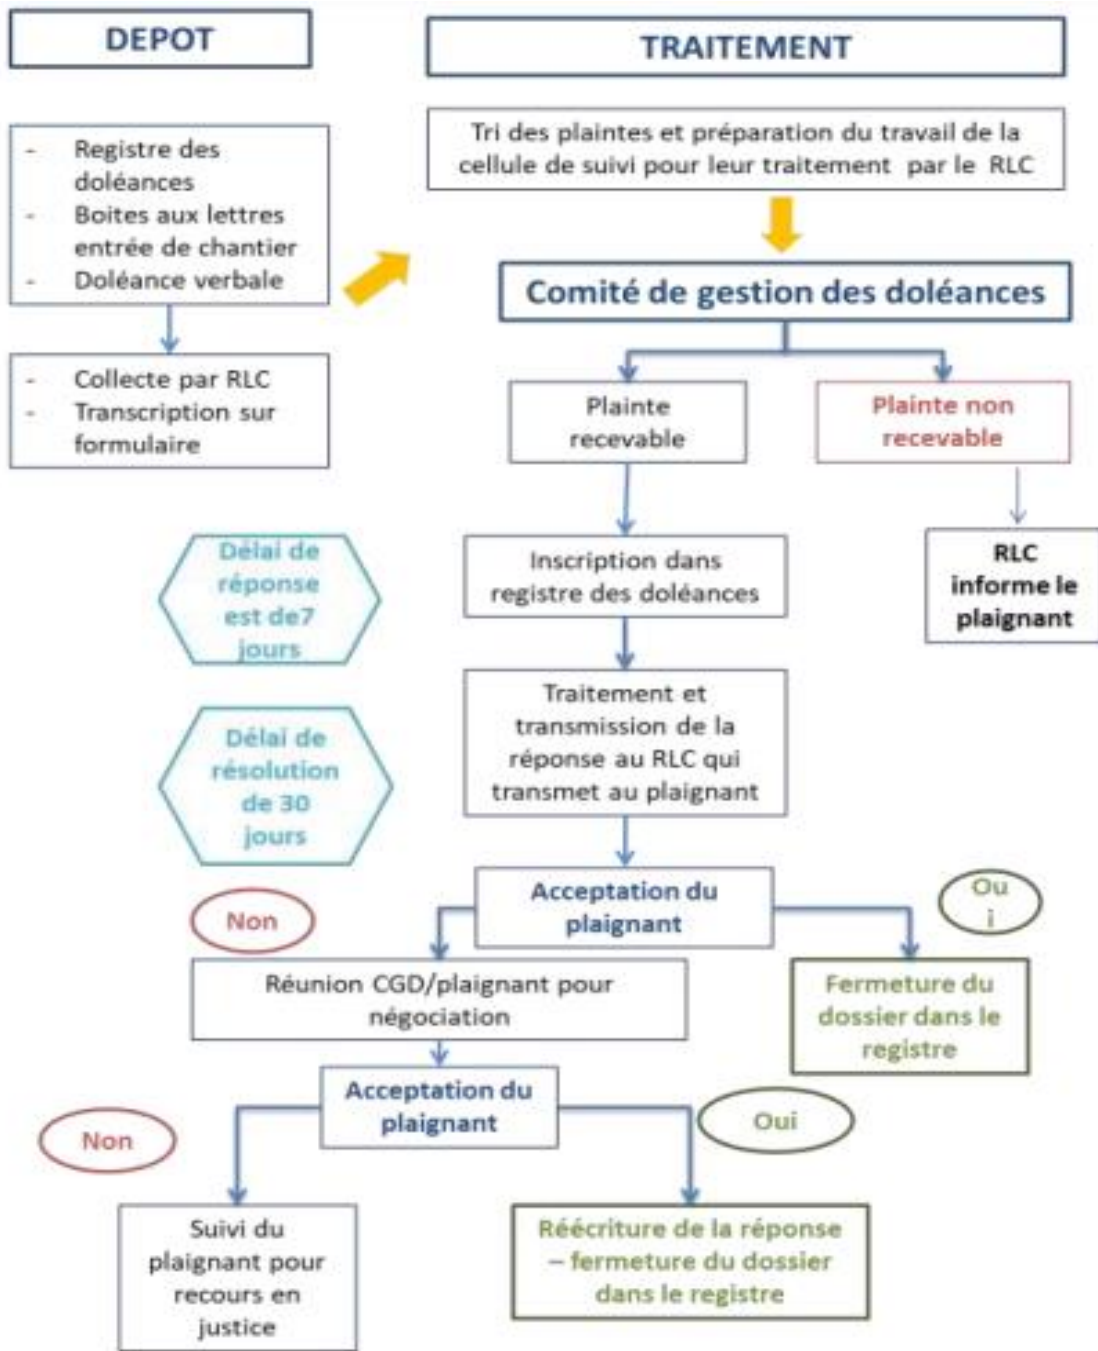 DEPOT
- Registre des
doléances
- Boites aux lettres
entrée de chantier
- Doléance verbale
- Collecte par RLC
- Transcription sur
formulaire
TRAITEMENT
Tri des plaintes et préparation du travail de la
cellule de suivi pour leur traitement par le RLC
Comité de gestion des doléances
Plainte
recevable
Plainte non
recevable
RLC
informe le
plaignant
Inscription dans
registre des doléances
Délai de
réponse
est de7
jours
Traitement et
transmission de la
réponse au RLC qui
transmet au plaignant
Délai de
résolution
de 30
jours
Acceptation du
plaignant
Non
Ou
i
Réunion CGD/plaignant pour
négociation
Fermeture du
dossier dans le
registre
Acceptation du
plaignant
Non
Oui
Suivi du
plaignant pour
recours en
justice
Réécriture de la réponse
– fermeture du dossier
dans le registre